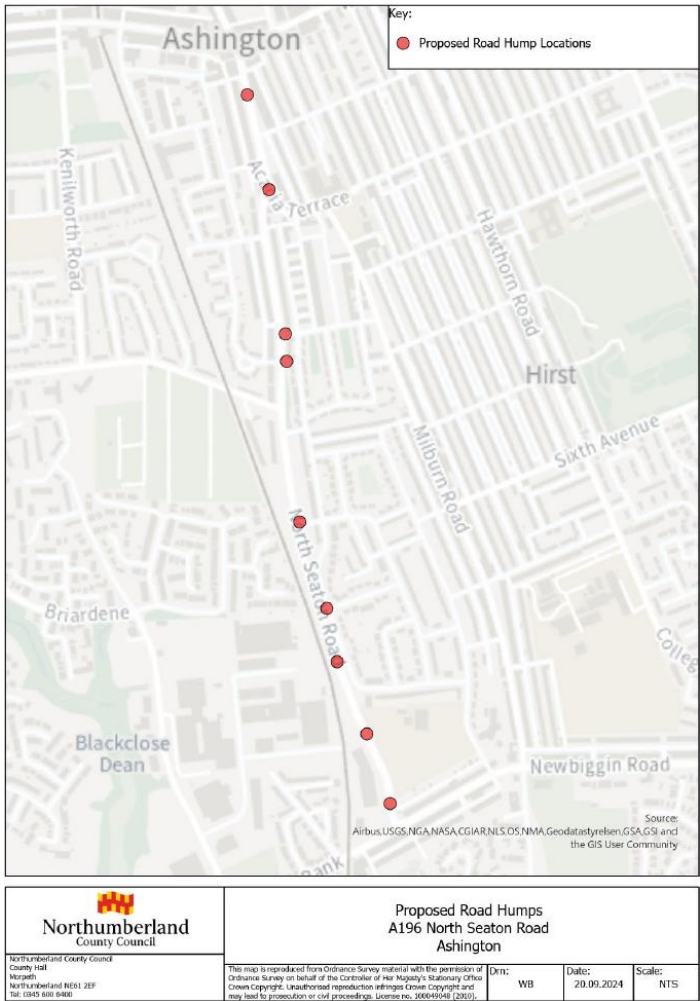 Key:
Proposed Road Hump Locations
Ashington
Kenilworth Road
Acacia Terrace
Hawthorn Road
Hirst
Sixth Avenue
Milburn Road
North Seaton Road
Briardene
Colleg
Blackclose
Dean
Newbiggin Road
Bank
Source:
Airbus,USGS,NGA,NASA,CGIAR,NLS,OS,NMA,Geodatastyrelsen,GSA,GSI and
the GIS User Community
Northumberland
County Council
Northumberland County Council
County Hall
Morpeth
Northumberland NE61 2EF
Tel: 0345 600 6400
Proposed Road Humps
A196 North Seaton Road
Ashington
This map is reproduced from Ordnance Survey material with the permission of
Ordnance Survey on behalf of the Controller of Her Majesty's Stationary Office
Crown Copyright. Unauthorised reproduction infringes Crown Copyright and
may lead to prosecution or civil proceedings. License no. 100049048 (2010).
Drn:
WB
Date:
20.09.2024
Scale:
NTS